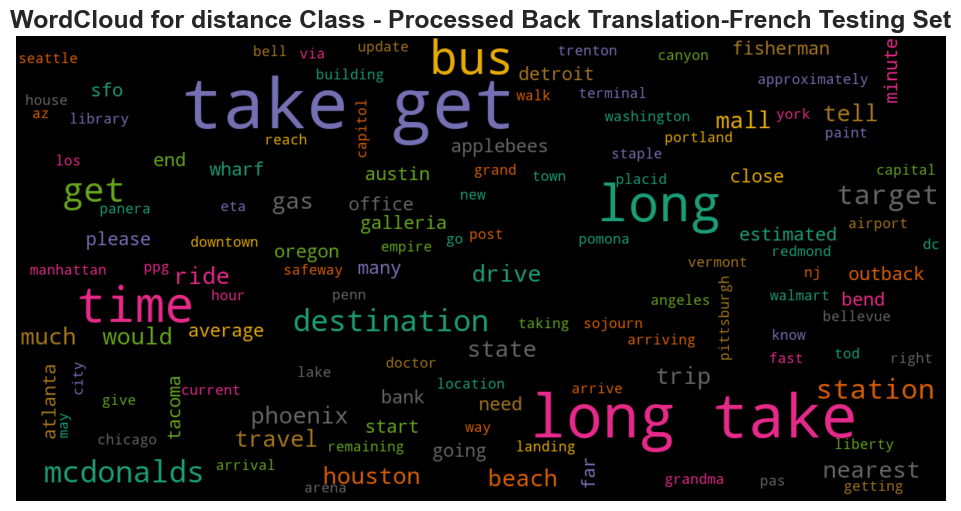 WordCloud for distance Class - Processed Back Translation-French Testing Set
seattle
bell
via
update
bus
trenton
canyon
fisherman
minute
building
detroit
approximately
sfo
house
take get
walk
terminal
az
library
capitol
washington
mall
york
tell
paint
reach
applebees
portland
los
end
wharf
staple
austin
grand
town
placid
close
capital
get
panera
eta
gas
office
new
long
target
galleria
airport
please
downtown
oregon
empire
go
post
pomona
estimated
redmond
dc
manhattan
ppg
ride
safeway
many
drive
vermont
nj
outback
time
hour
penn
angeles
pittsburgh
walmart
bend
much
would
average
destination
taking
sojourn
arriving
bellevue
know
state
fast
tod
right
atlanta
city
lake
doctor
trip
may
give
tacoma
current
location
arrive
station
bank
need
phoenix
start
way
long take
chicago
travel
remaining
going
landing
liberty
mcdonalds
arrival
houston
beach
far
nearest
arena
grandma
pas
getting